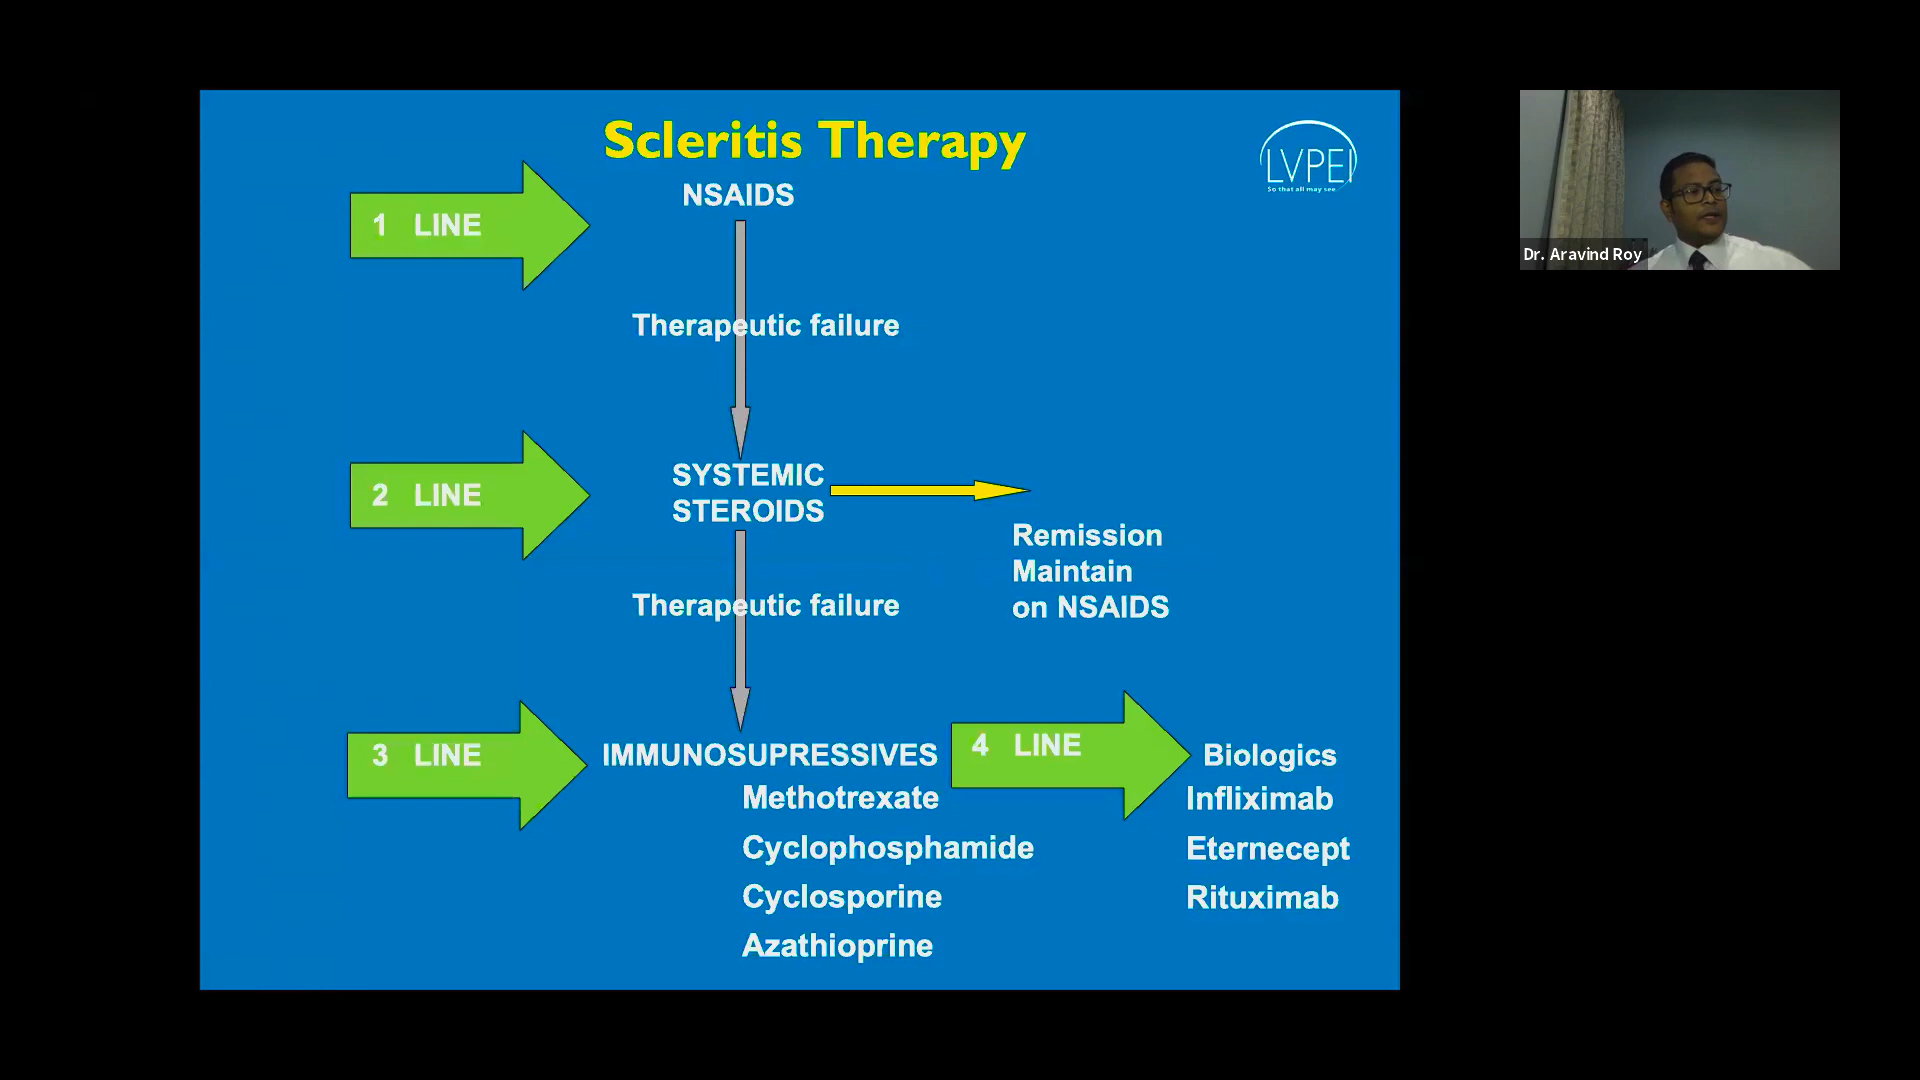 Scleritis Therapy
LVPEI
So that all may see
1 LINE
NSAIDS
Therapeutic failure
2 LINE
SYSTEMIC
STEROIDS
Remission
Maintain
on NSAIDS
Therapeutic failure
3 LINE
IMMUNOSUPRESSIVES
Methotrexate
Cyclophosphamide
Cyclosporine
Azathioprine
4 LINE
Biologics
Infliximab
Eternecept
Rituximab
Dr. Aravind Roy